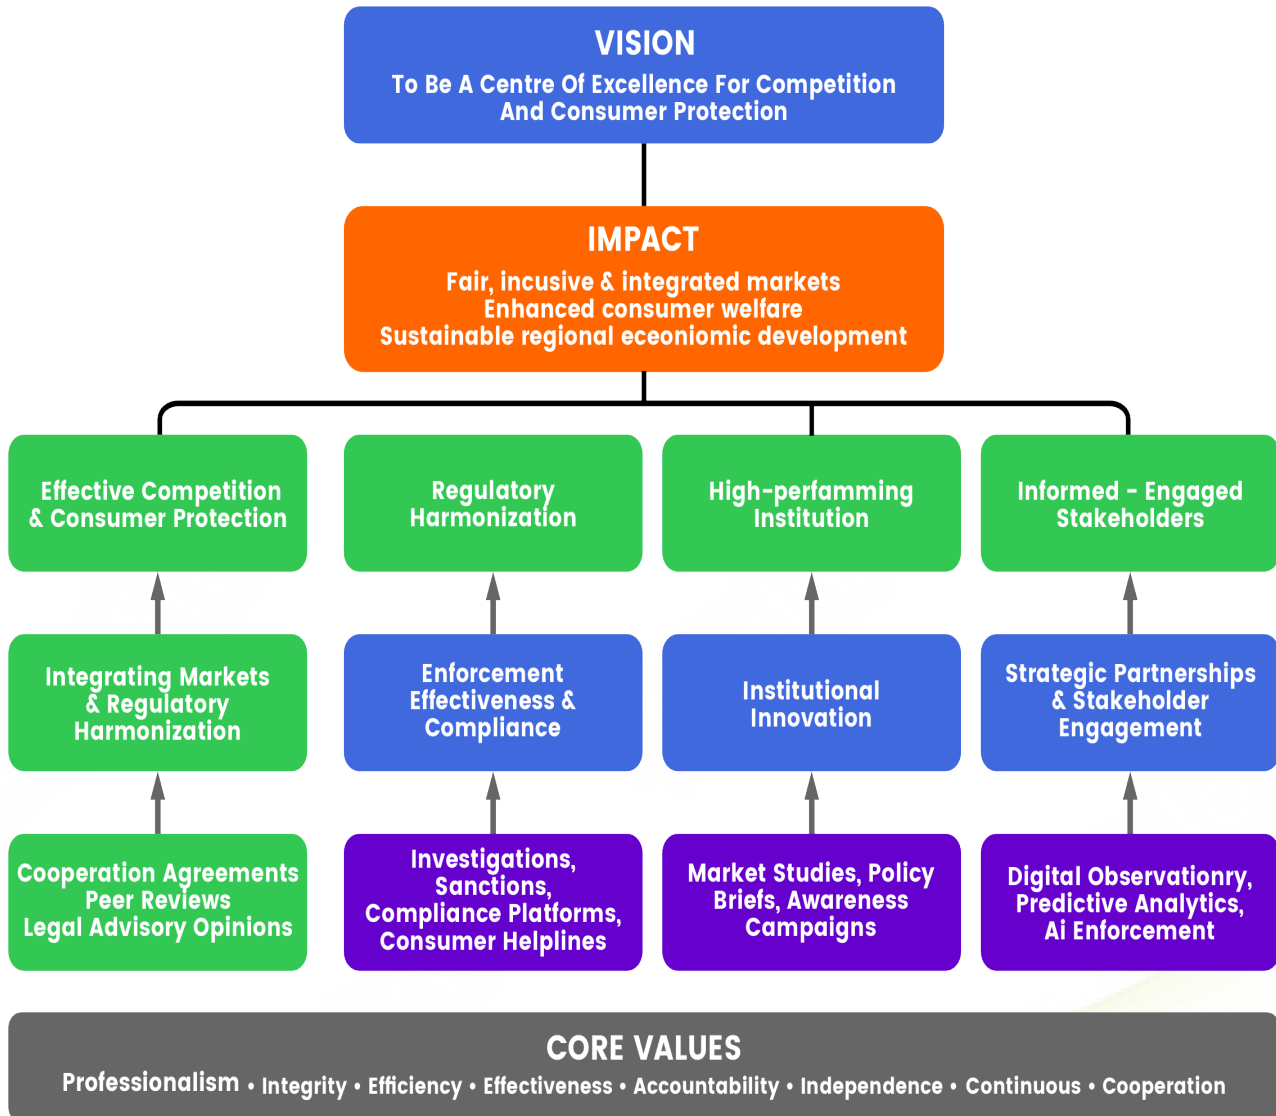 VISION
To Be A Centre Of Excellence For Competition
And Consumer Protection
IMPACT
Fair, incusive & integrated markets
Enhanced consumer welfare
Sustainable regional eceoniomic development
Effective Competition
& Consumer Protection
Regulatory
Harmonization
High-perfamming
Institution
Informed - Engaged
Stakeholders
Integrating Markets
& Regulatory
Harmonization
Enforcement
Effectiveness &
Compliance
Institutional
Innovation
Strategic Partnerships
& Stakeholder
Engagement
Cooperation Agreements
Peer Reviews
Legal Advisory Opinions
Investigations,
Sanctions,
Compliance Platforms,
Consumer Helplines
Market Studies, Policy
Briefs, Awareness
Campaigns
Digital Observationry,
Predictive Analytics,
Ai Enforcement
CORE VALUES
Professionalism • Integrity • Efficiency • Effectiveness • Accountability • Independence • Continuous • Cooperation